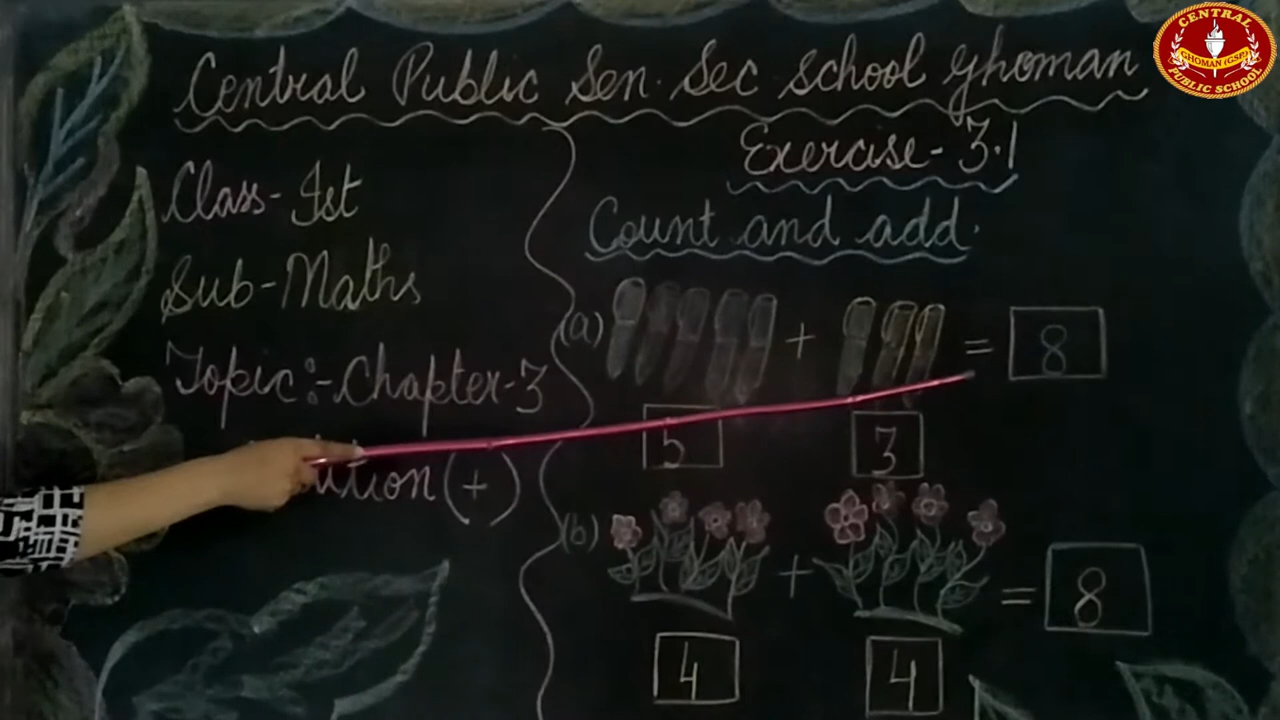 Central Public Sen. Sec School Ghoman
Class- Ist
Sub- Maths
Topic:- Chapter-3
(+)
Exercise- 3.1
Count and add.
(a) + = 8
5 3
(b) + = 8
4 4
CENTRAL
GHOMAN (GSP)
PUBLIC SCHOOL